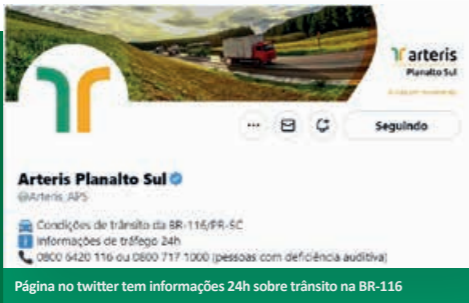 arteris
Planalto Sul
Seguindo
Arteris Planalto Sul
@Arteris_APS
Condições de trânsito da BR-116/PR-SC
Informações de tráfego 24h
0800 6420 116 ou 0800 717 1000 (pessoas com deficiência auditiva)
Página no twitter tem informações 24h sobre trânsito na BR-116